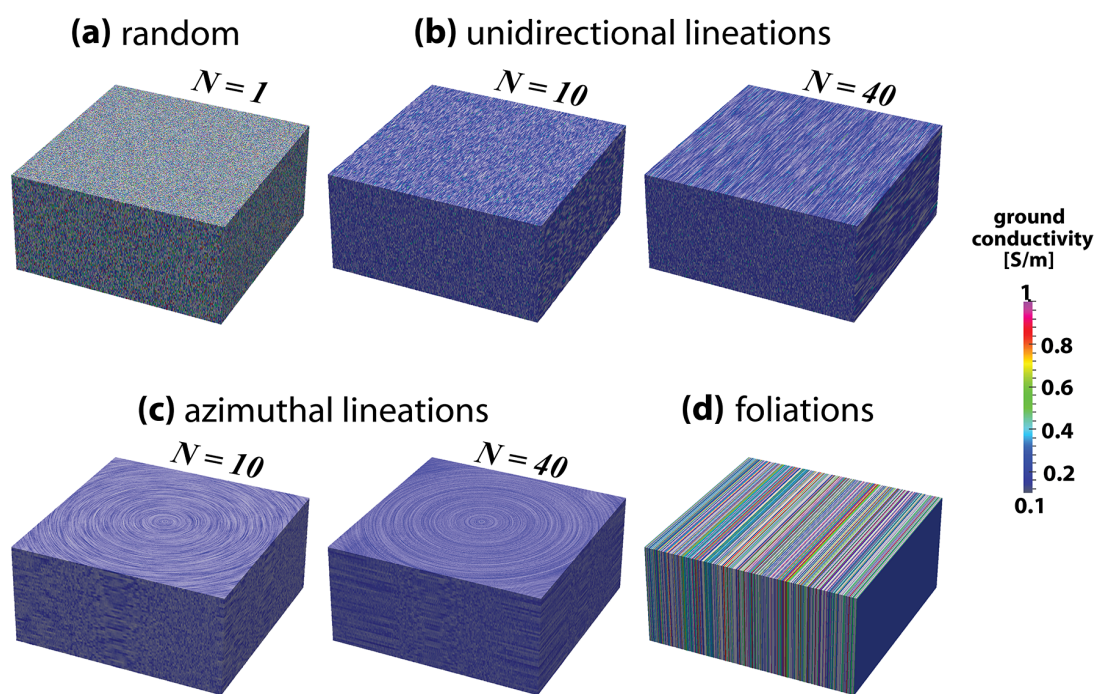 (a) random
(b) unidirectional lineations
N = 1
N = 10
N = 40
ground
conductivity
[S/m]
1
0.8
0.6
0.4
0.2
0.1
(c) azimuthal lineations
(d) foliations
N = 10
N = 40